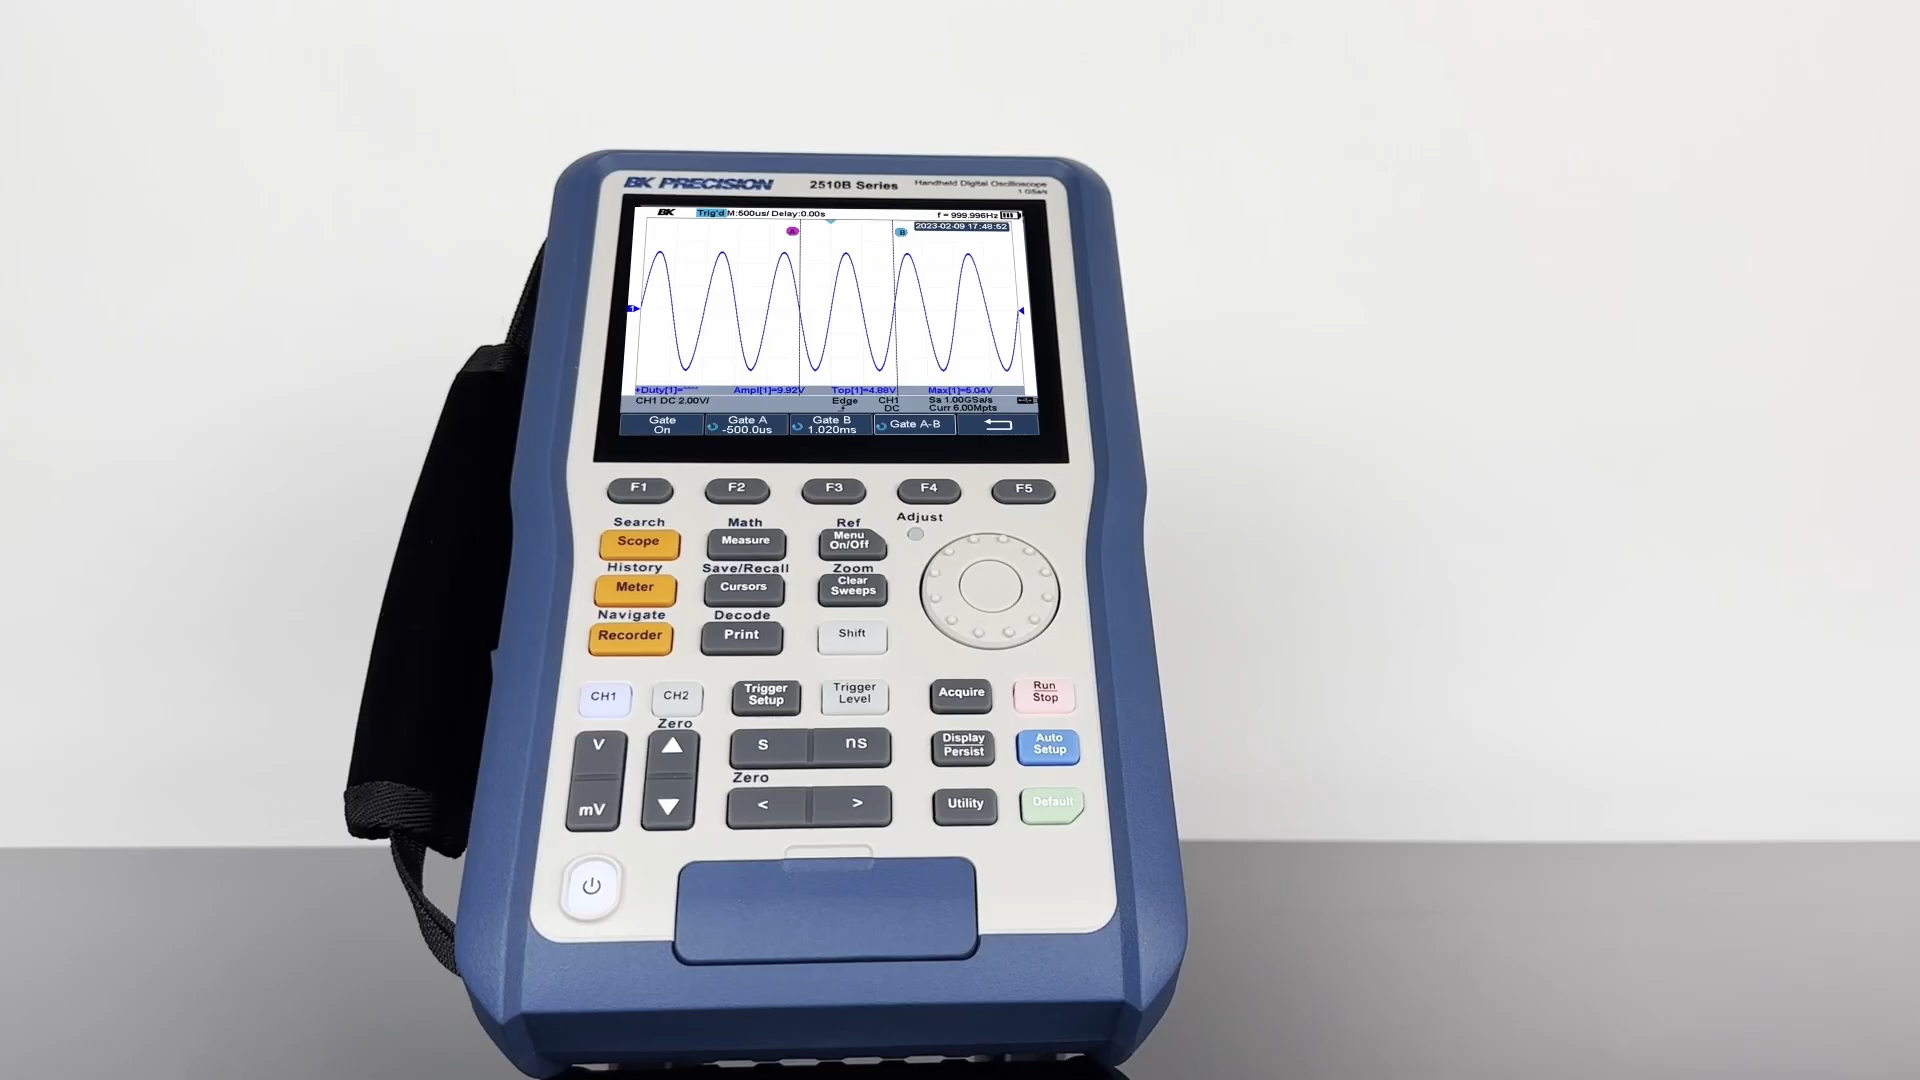 BK PRECISION 2510B Series Handheld Digital Oscilloscope
1 GSa/s
BK Trig'd M:500us/ Delay:0.00s f = 999.996Hz
2023-02-09 17:48:52
A B
1
+Duty[1]=**** Ampl[1]=9.92V Top[1]=4.88V Max[1]=5.04V
CH1 DC 2.00V/ Edge CH1 Sa 1.00GSa/s
DC Curr 6.00Mpts
Gate Gate A Gate B Gate A-B
On -500.0us 1.020ms
F1 F2 F3 F4 F5
Search Math Ref Adjust
Scope Measure Menu
On/Off
History Save/Recall Zoom
Meter Cursors Clear
Sweeps
Navigate Decode
Recorder Print Shift
CH1 CH2 Trigger Trigger Acquire Run
Setup Level Stop
Zero
V s ns Display Auto
Persist Setup
Zero
mV < > Utility Default